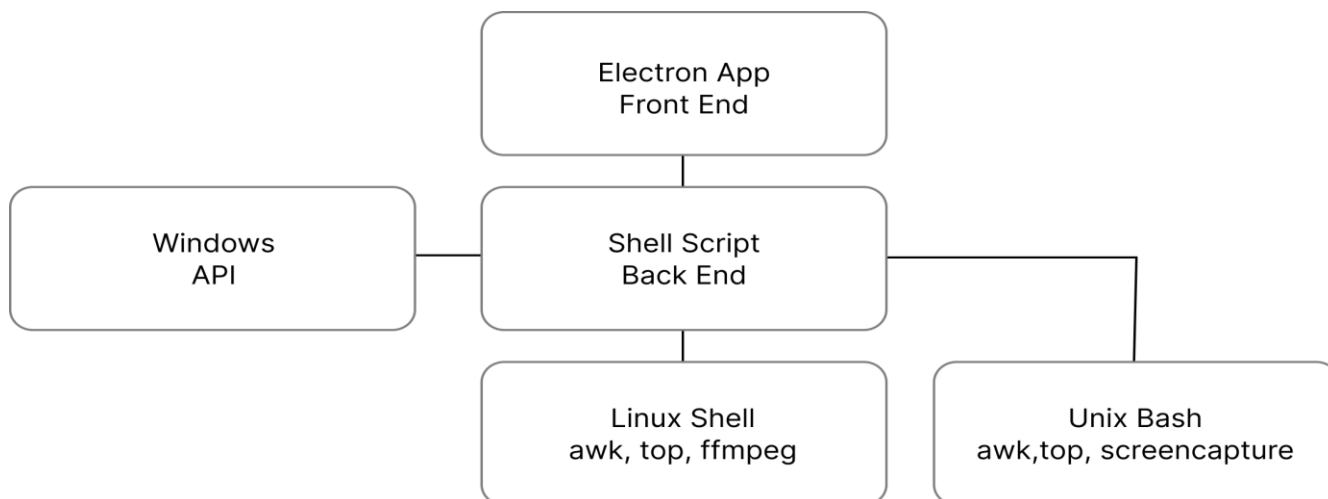 Electron App
Front End
Windows
API
Shell Script
Back End
Linux Shell
awk, top, ffmpeg
Unix Bash
awk,top, screencapture